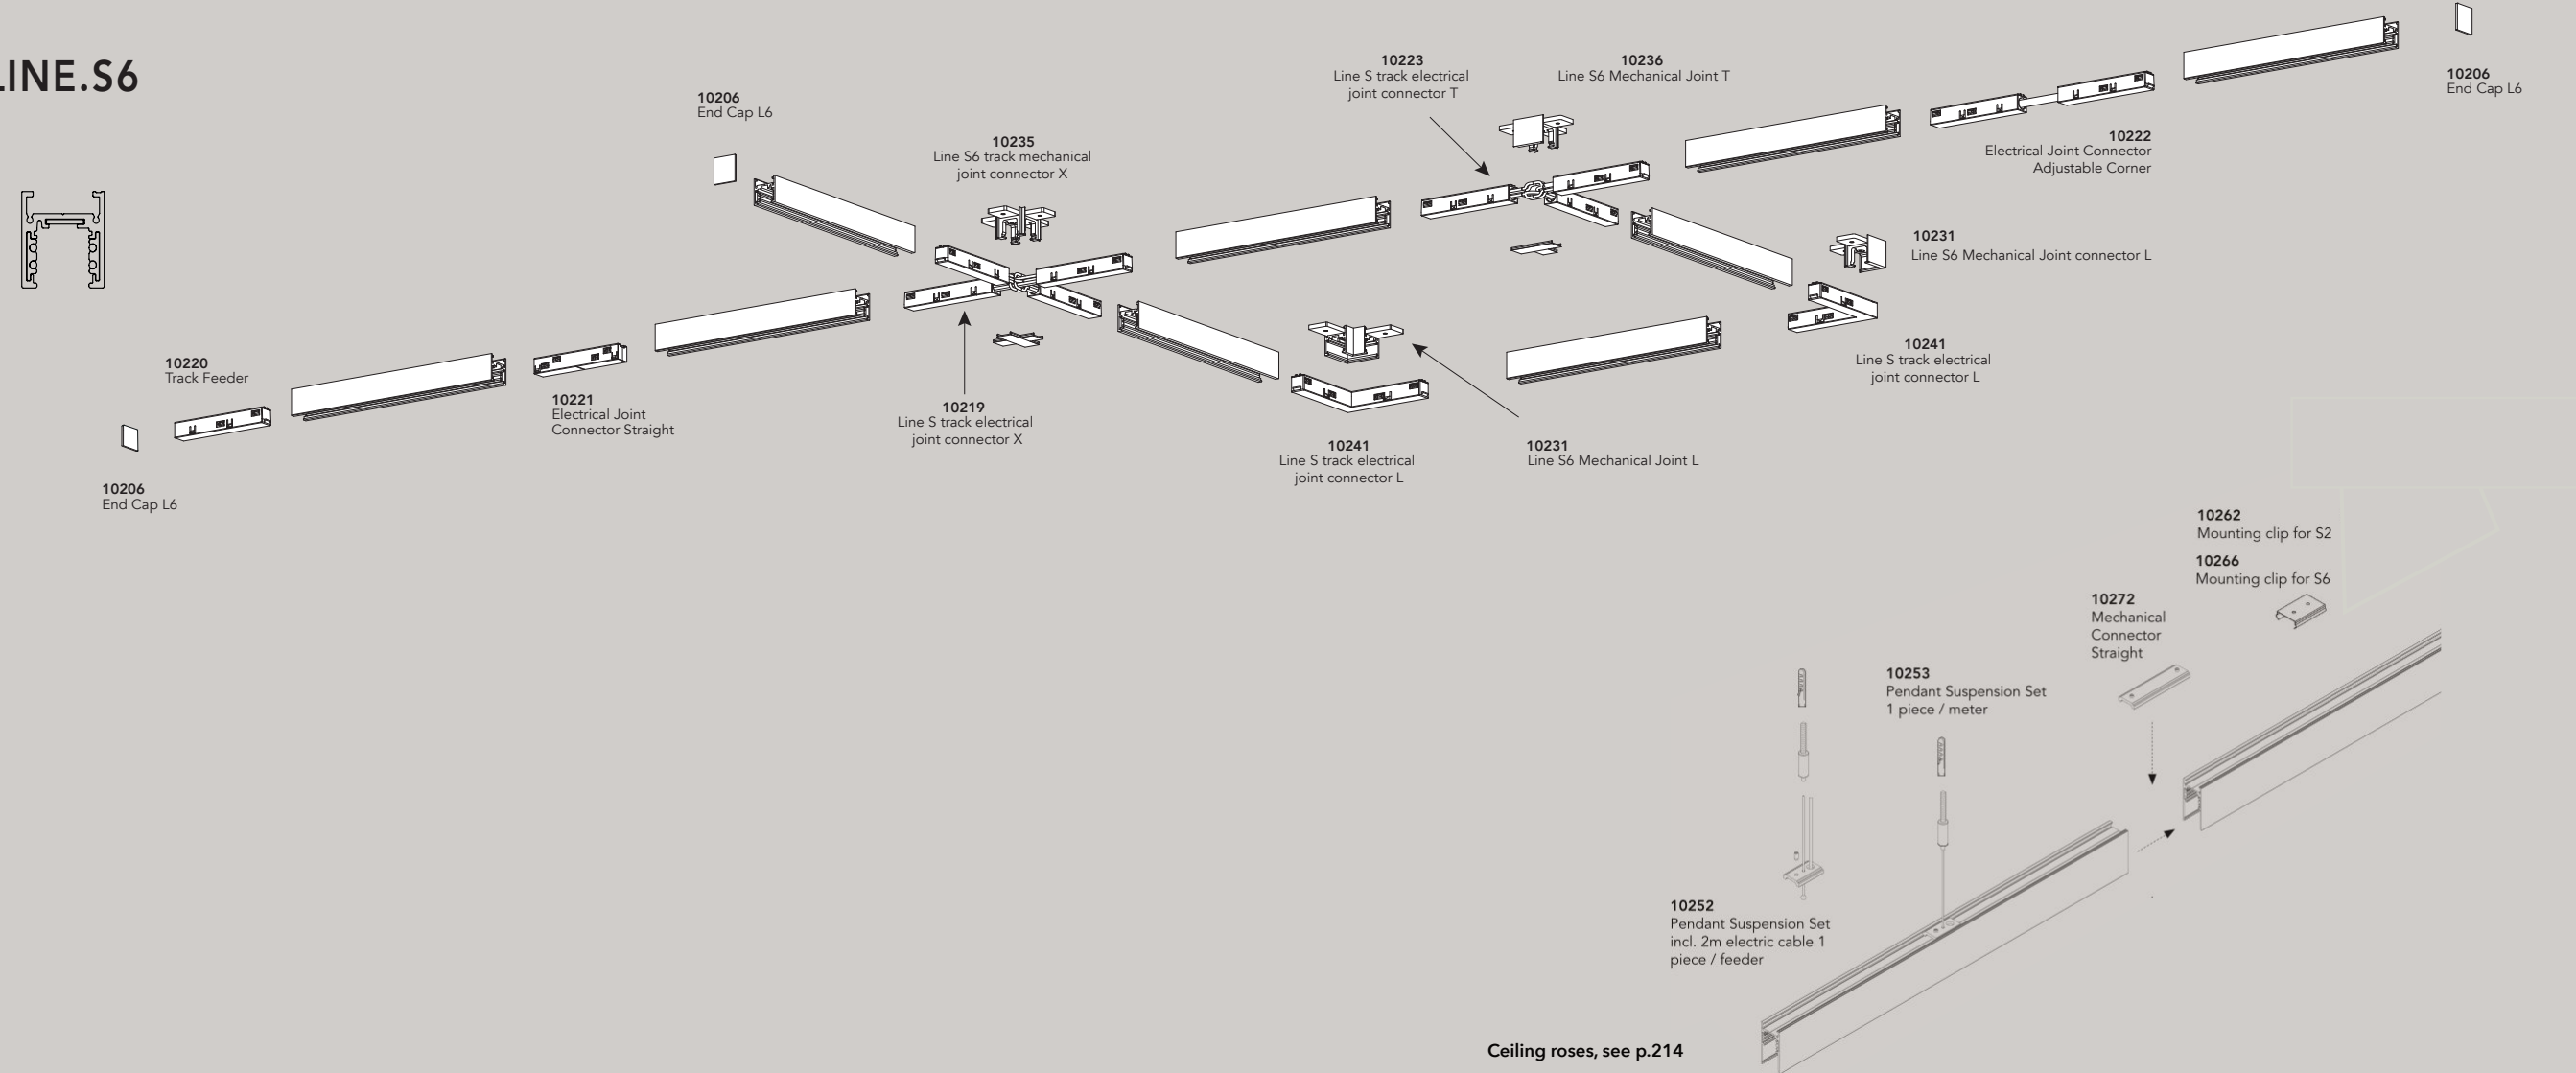 LINE.S6
10206
End Cap L6
10235
Line S6 track mechanical
joint connector X
10223
Line S track electrical
joint connector T
10236
Line S6 Mechanical Joint T
10206
End Cap L6
10222
Electrical Joint Connector
Adjustable Corner
10231
Line S6 Mechanical Joint connector L
10241
Line S track electrical
joint connector L
10220
Track Feeder
10221
Electrical Joint
Connector Straight
10219
Line S track electrical
joint connector X
10241
Line S track electrical
joint connector L
10231
Line S6 Mechanical Joint L
10206
End Cap L6
10262
Mounting clip for S2
10266
Mounting clip for S6
10272
Mechanical
Connector
Straight
10253
Pendant Suspension Set
1 piece / meter
10252
Pendant Suspension Set
incl. 2m electric cable 1
piece / feeder
Ceiling roses, see p.214